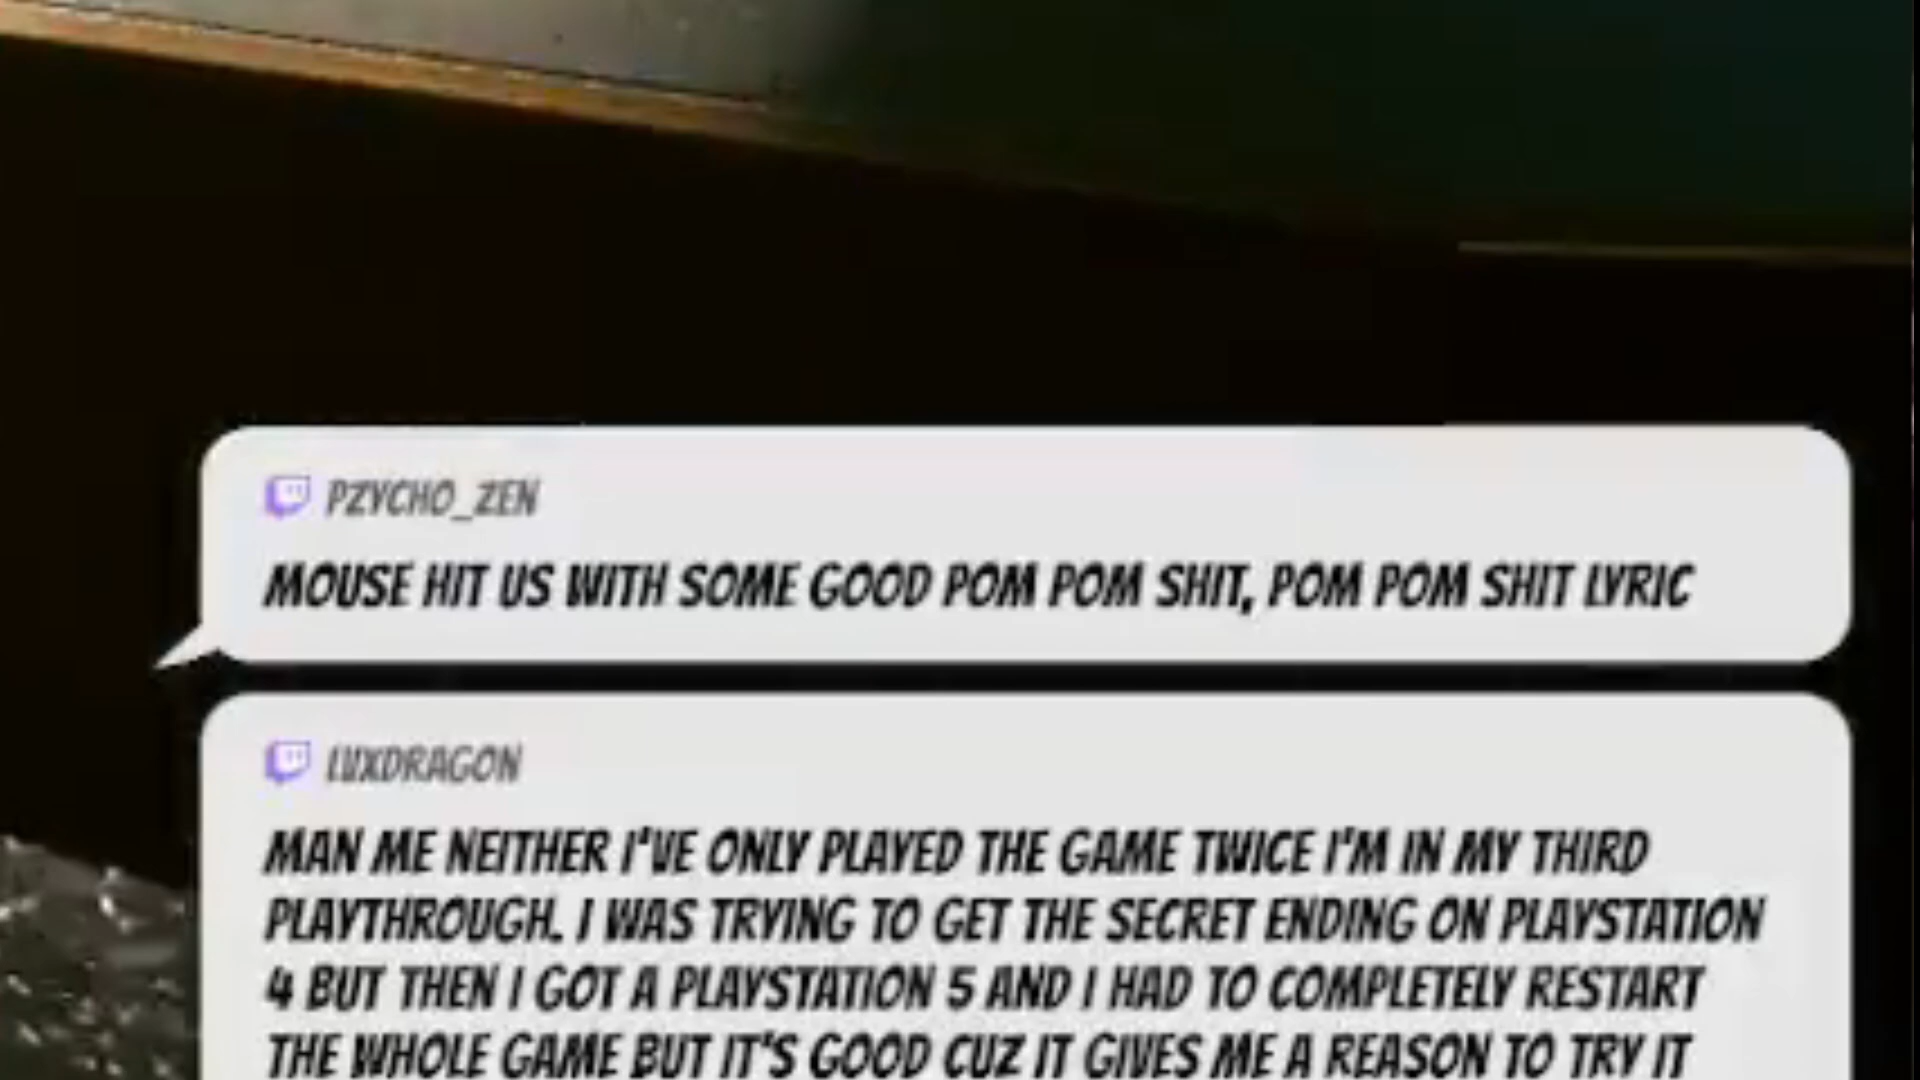 PZYCHO_ZEN
MOUSE HIT US WITH SOME GOOD POM POM SHIT, POM POM SHIT LYRIC
LUXDRAGON
MAN ME NEITHER I'VE ONLY PLAYED THE GAME TWICE I'M IN MY THIRD
PLAYTHROUGH. I WAS TRYING TO GET THE SECRET ENDING ON PLAYSTATION
4 BUT THEN I GOT A PLAYSTATION 5 AND I HAD TO COMPLETELY RESTART
THE WHOLE GAME BUT IT'S GOOD CUZ IT GIVES ME A REASON TO TRY IT